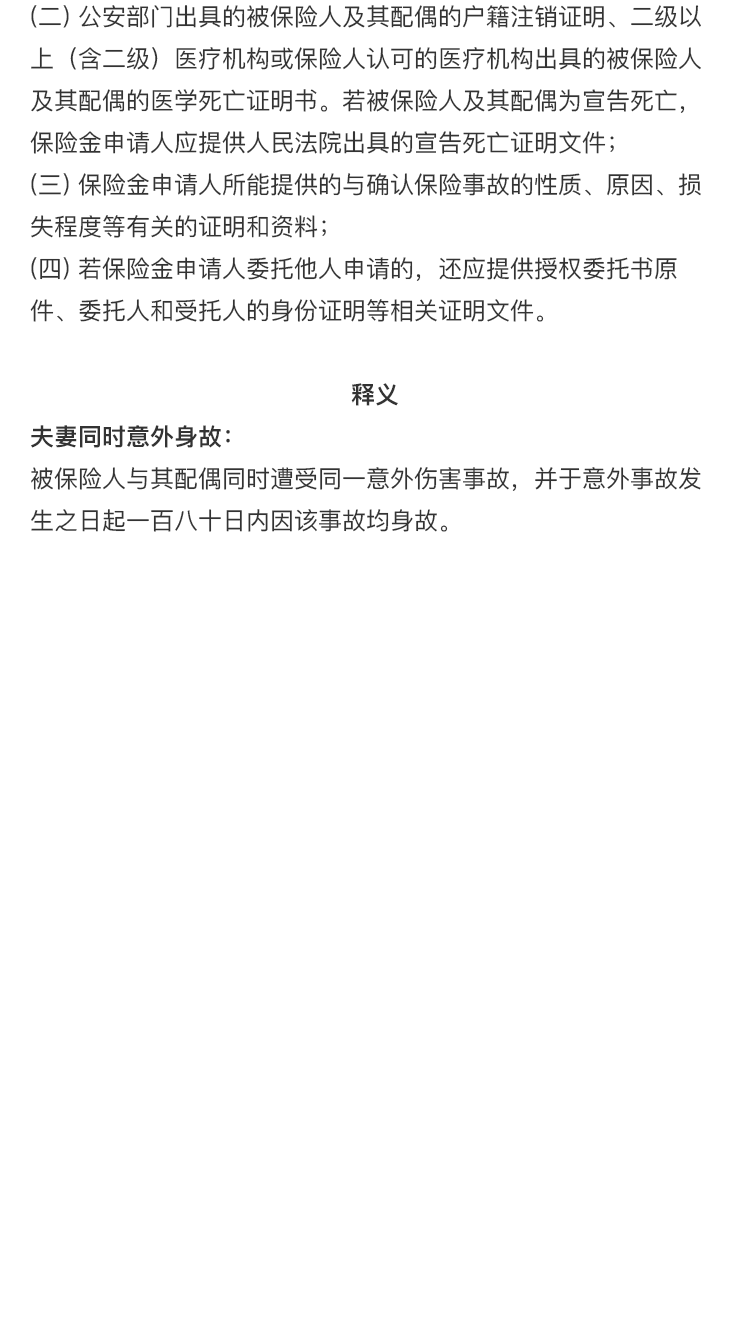 (二) 公安部门出具的被保险人及其配偶的户籍注销证明、二级以
上（含二级）医疗机构或保险人认可的医疗机构出具的被保险人
及其配偶的医学死亡证明书。若被保险人及其配偶为宣告死亡，
保险金申请人应提供人民法院出具的宣告死亡证明文件；
(三) 保险金申请人所能提供的与确认保险事故的性质、原因、损
失程度等有关的证明和资料；
(四) 若保险金申请人委托他人申请的，还应提供授权委托书原
件、委托人和受托人的身份证明等相关证明文件。
释义
夫妻同时意外身故：
被保险人与其配偶同时遭受同一意外伤害事故，并于意外事故发
生之日起一百八十日内因该事故均身故。